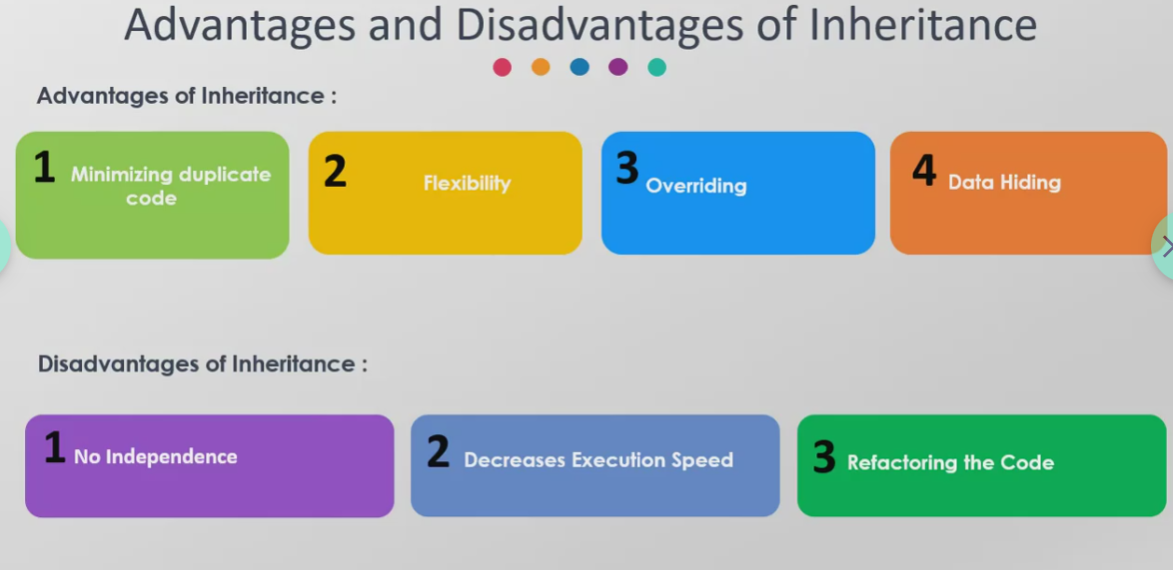 Advantages and Disadvantages of Inheritance
Advantages of Inheritance :
1 Minimizing duplicate
code
2 Flexibility
3 Overriding
4 Data Hiding
Disadvantages of Inheritance :
1 No Independence
2 Decreases Execution Speed
3 Refactoring the Code